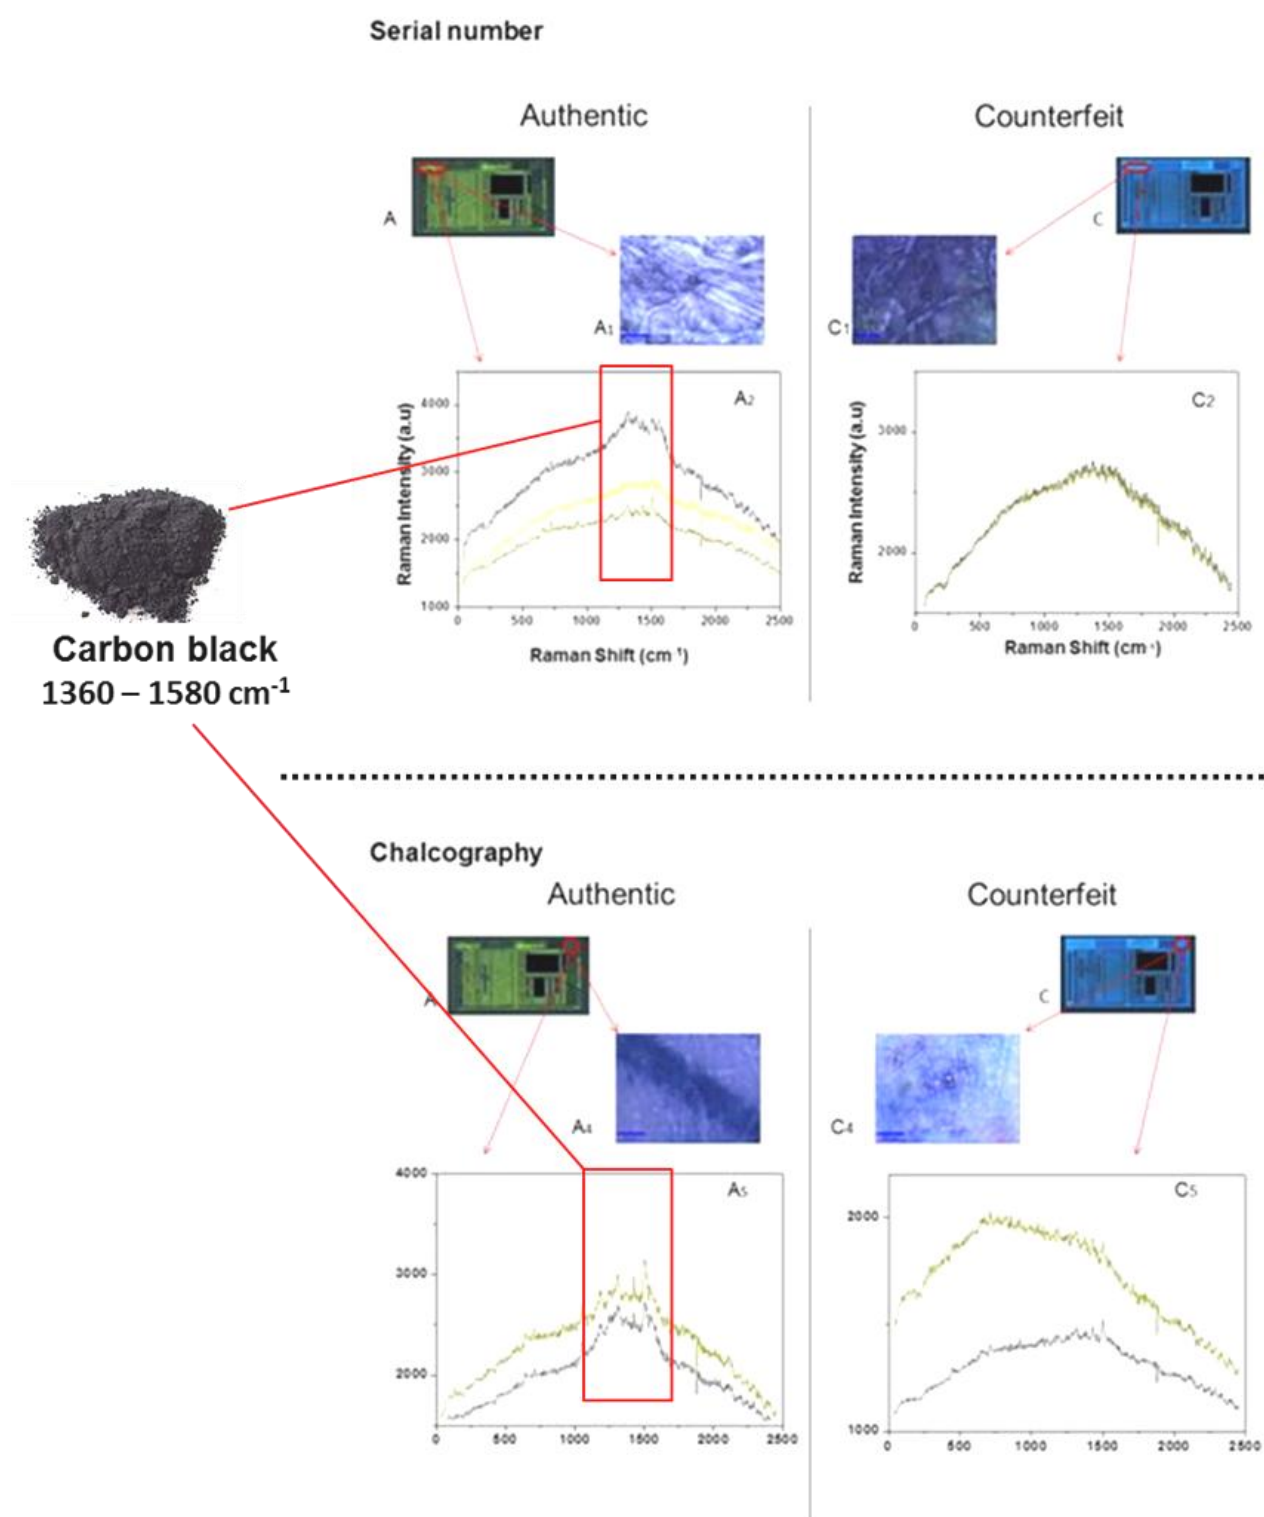 Serial number
Authentic
Counterfeit
A
C
A1
C1
A2
C2
4000
3000
2000
1000
0 500 1000 1500 2000 2500
Raman Intensity (a.u)
Raman Shift (cm⁻¹)
3000
2000
0 500 1000 1500 2000 2500
Raman Intensity (a.u)
Raman Shift (cm⁻¹)
Carbon black
1360 – 1580 cm⁻¹
Chalcography
Authentic
Counterfeit
A
C
A4
C4
A5
C5
4000
3000
2000
0 500 1000 1500 2000 2500
2000
1000
0 500 1000 1500 2000 2500